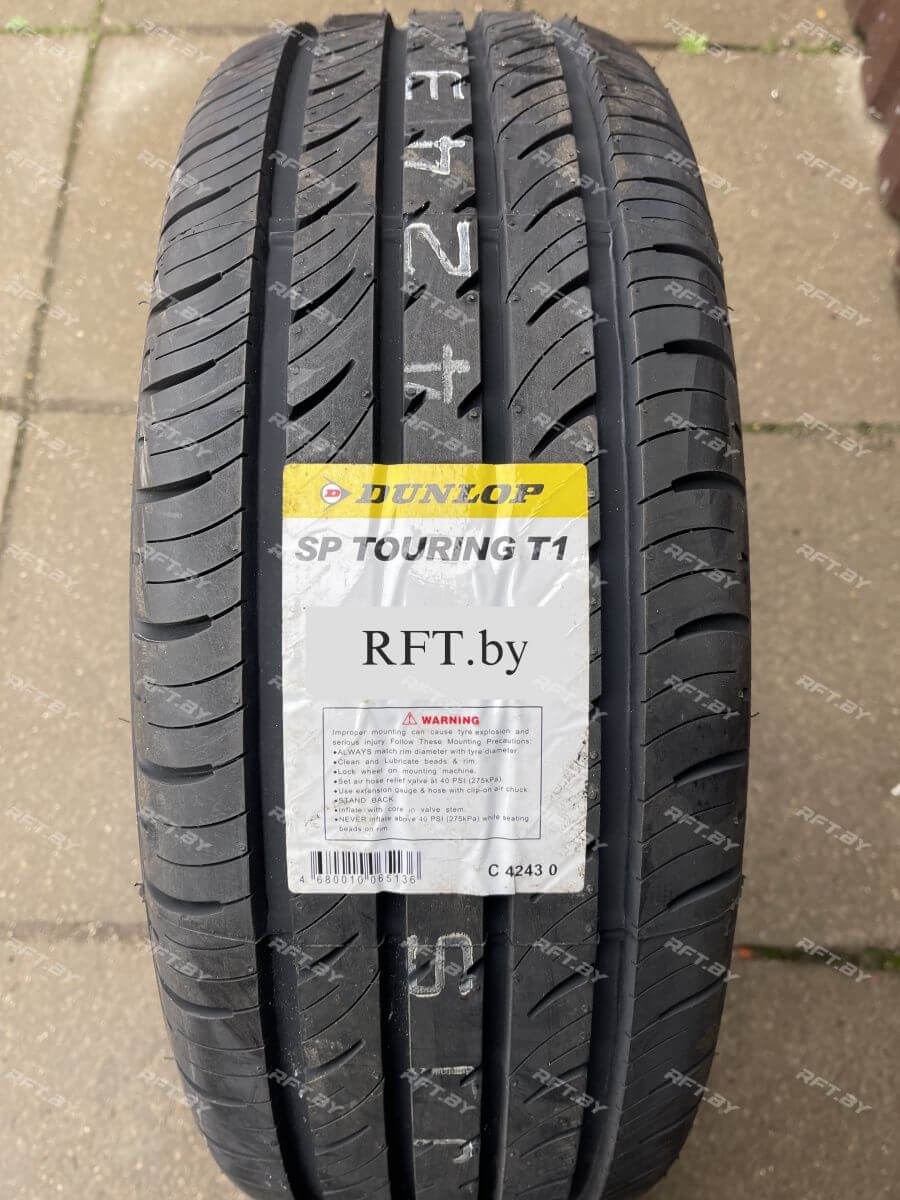 4243
DUNLOP
SP TOURING T1
RFT.by
WARNING
Improper mounting can cause tyre explosion and
serious injury. Follow These Mounting Precautions:
•ALWAYS match rim diameter with tyre diameter.
•Clean and Lubricate beads & rim.
•Lock wheel on mounting machine.
•Set air hose relief valve at 40 PSI (275kPa)
•Use extension gauge & hose with clip-on air chuck
•STAND BACK.
•Inflate with core in valve stem.
•NEVER inflate above 40 PSI (275kPa) while seating
beads on rim.
4 680010 065136
C 4243 0
RFT.BY